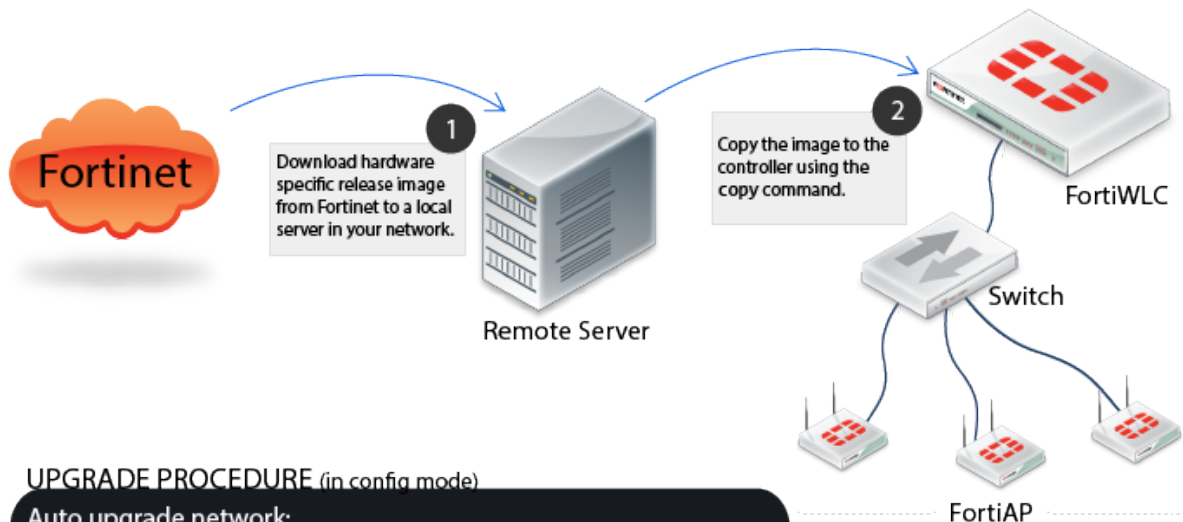 Fortinet
1
Download hardware
specific release image
from Fortinet to a local
server in your network.
Remote Server
2
Copy the image to the
controller using the
copy command.
FortiWLC
Switch
FortiAP
UPGRADE PROCEDURE (in config mode)
Auto upgrade network: